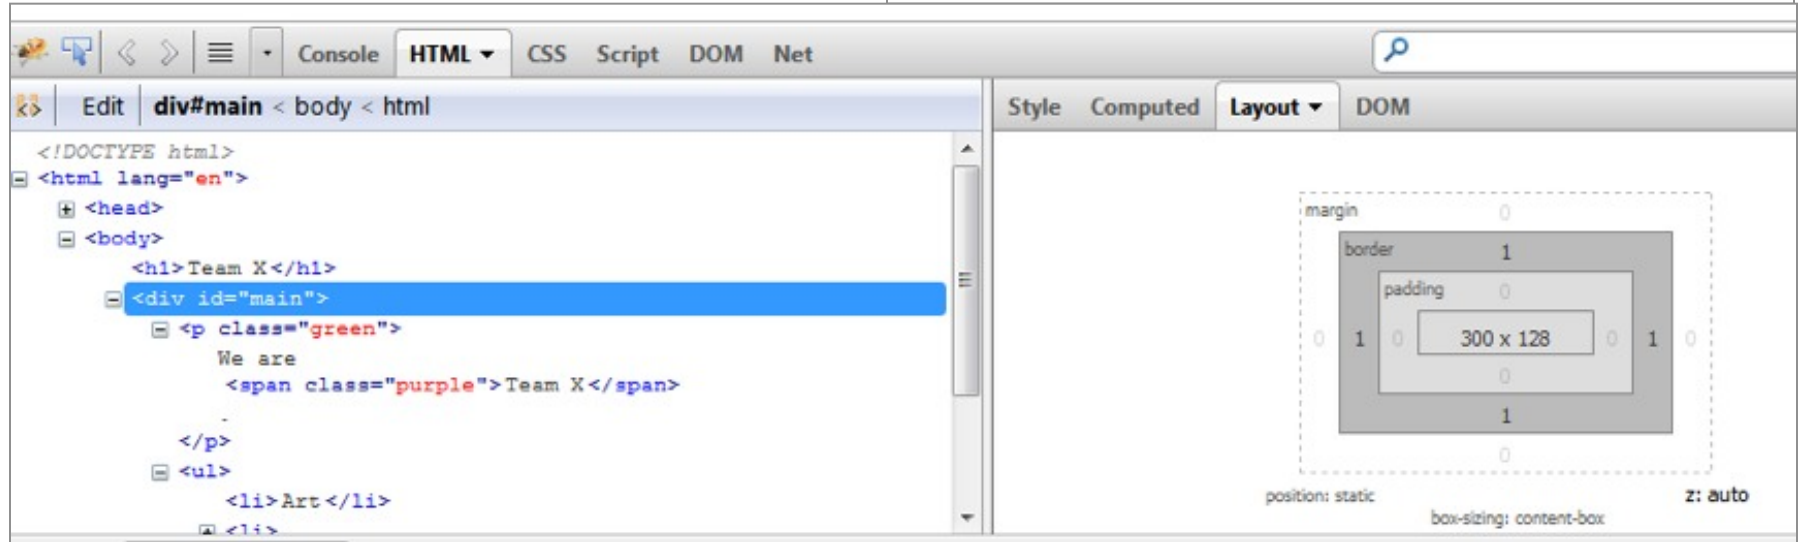 Console HTML CSS Script DOM Net
Edit div#main < body < html
<!DOCTYPE html>
<html lang="en">
<head>
<body>
<h1>Team X</h1>
<div id="main">
<p class="green">
We are
<span class="purple">Team X</span>
.
</p>
<ul>
<li>Art</li>
<li>
Style Computed Layout DOM
margin 0
border 1
padding 0
0 1 0 300 x 128 0 1 0
0
1
0
position: static z: auto
box-sizing: content-box